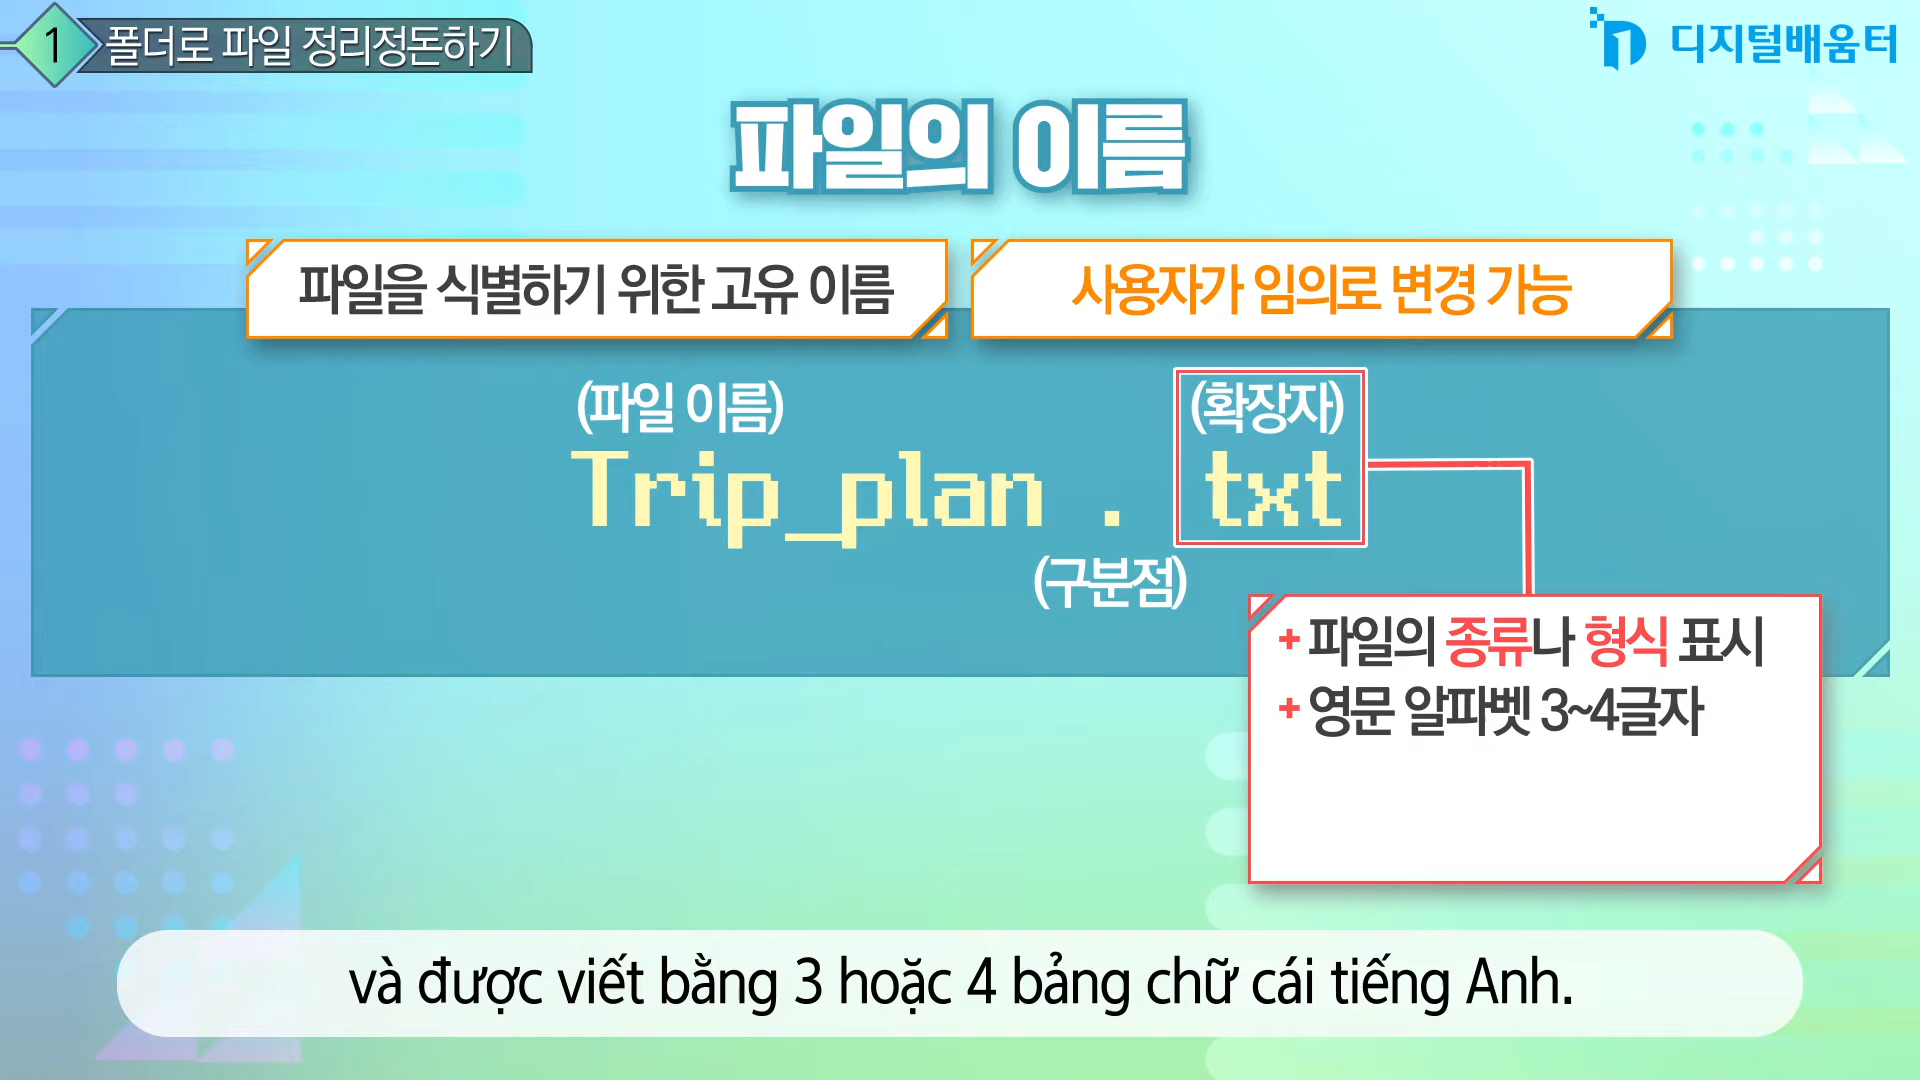 1 폴더로 파일 정리정돈하기
디지털배움터
파일의 이름
파일을 식별하기 위한 고유 이름
사용자가 임의로 변경 가능
(파일 이름)
(확장자)
Trip_plan . txt
(구분점)
+ 파일의 종류나 형식 표시
+ 영문 알파벳 3~4글자
và được viết bằng 3 hoặc 4 bảng chữ cái tiếng Anh.